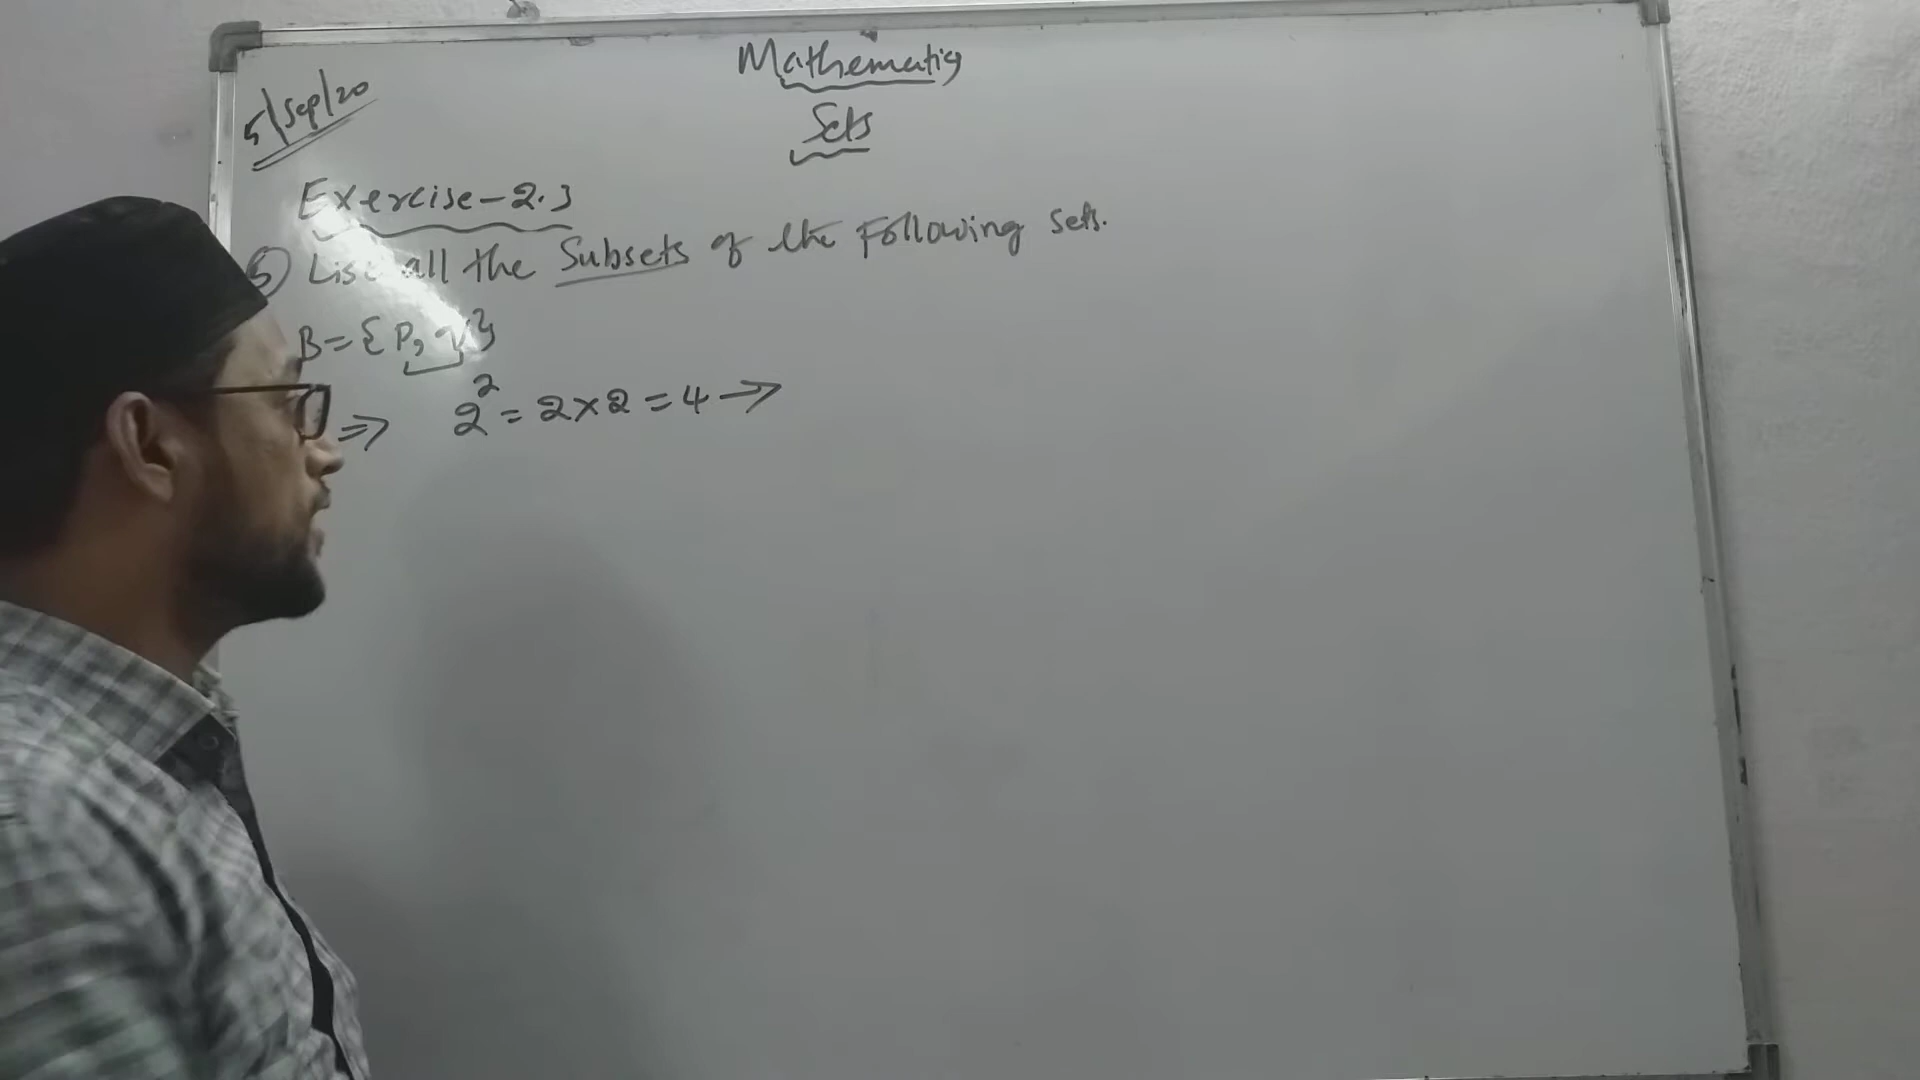 Mathematics
5/Sep/20
Sets
Exercise-2.3
5) List all the Subsets of the Following sets.
B={P, q}
⇒ 2² = 2×2 = 4 →